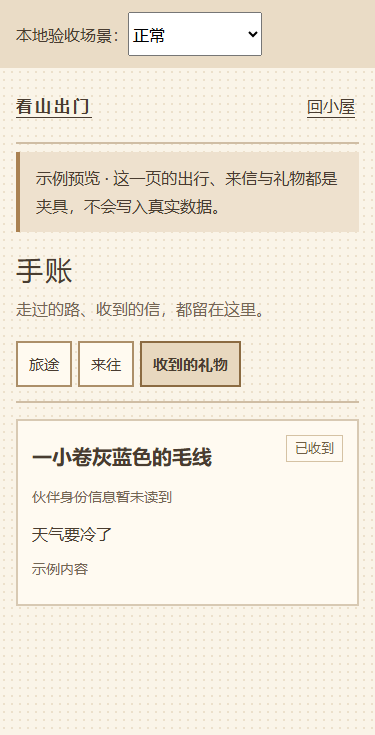 本地验收场景：
正常
看山出门
回小屋
示例预览 · 这一页的出行、来信与礼物都是
夹具，不会写入真实数据。
手账
走过的路、收到的信，都留在这里。
旅途
来往
收到的礼物
一小卷灰蓝色的毛线
已收到
伙伴身份信息暂未读到
天气要冷了
示例内容